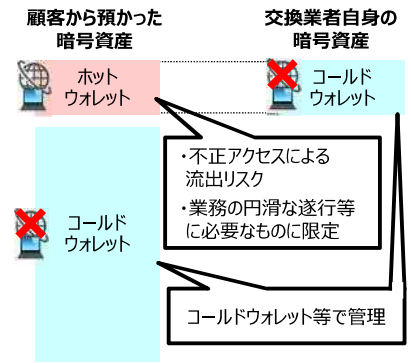 顧客から預かった
暗号資産
交換業者自身の
暗号資産
ホット
ウォレット
コールド
ウォレット
・不正アクセスによる
流出リスク
・業務の円滑な遂行等
に必要なものに限定
コールド
ウォレット
コールドウォレット等で管理